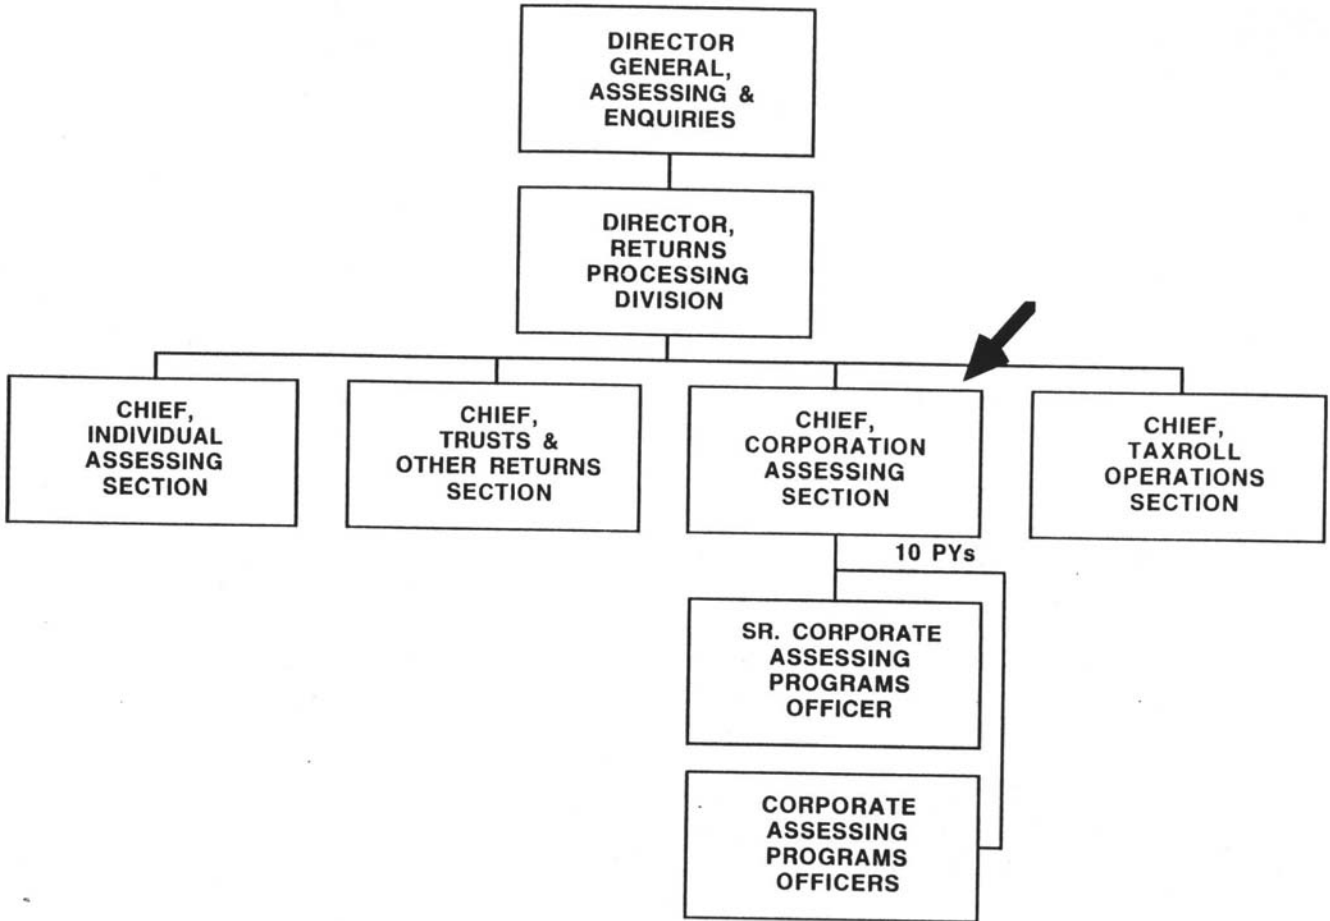 DIRECTOR
GENERAL,
ASSESSING &
ENQUIRIES
DIRECTOR,
RETURNS
PROCESSING
DIVISION
CHIEF,
INDIVIDUAL
ASSESSING
SECTION
CHIEF,
TRUSTS &
OTHER RETURNS
SECTION
CHIEF,
CORPORATION
ASSESSING
SECTION
CHIEF,
TAXROLL
OPERATIONS
SECTION
10 PYs
SR. CORPORATE
ASSESSING
PROGRAMS
OFFICER
CORPORATE
ASSESSING
PROGRAMS
OFFICERS